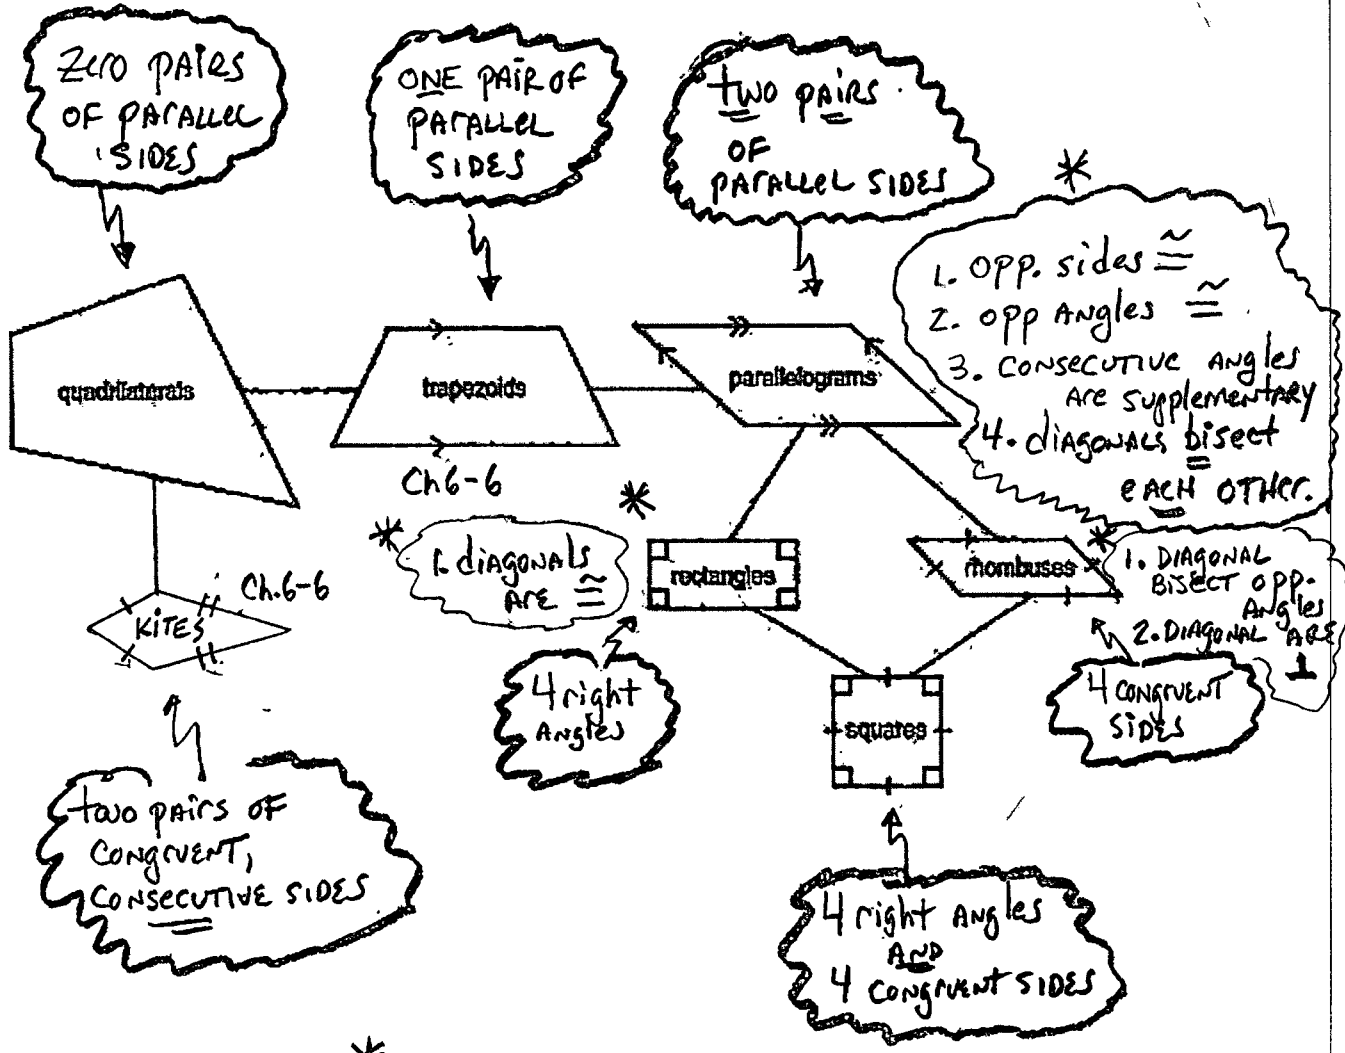 Zero PAIRS
OF PARALLEL
SIDES
ONE PAIR OF
PARALLEL
SIDES
two pairs
OF
PARALLEL SIDES
1. Opp. sides ≅
2. Opp Angles ≅
3. CONSECUTIVE ANGLES
Are supplementary
4. diagonals bisect
EACH OTHER.
quadrilaterals
trapezoids
parallelograms
Ch6-6
1. diagonals
Are ≅
rectangles
rhombuses
1. DIAGONAL
BISECT OPP.
ANGLES
2. DIAGONAL ARE
⊥
Ch.6-6
KITES
4 right
Angles
squares
4 CONGRUENT
SIDES
two pairs OF
CONGRUENT,
CONSECUTIVE SIDES
4 right ANgles
AND
4 CONGRUENT SIDES